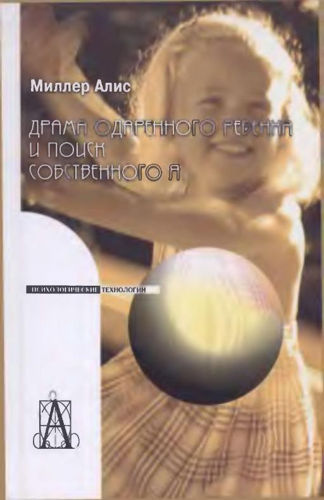 Миллер Алис
ДРАМА ОДАРЕННОГО РЕБЕНКА
И ПОИСК
СОБСТВЕННОГО Я
ПСИХОЛОГИЧЕСКИЕ ТЕХНОЛОГИИ